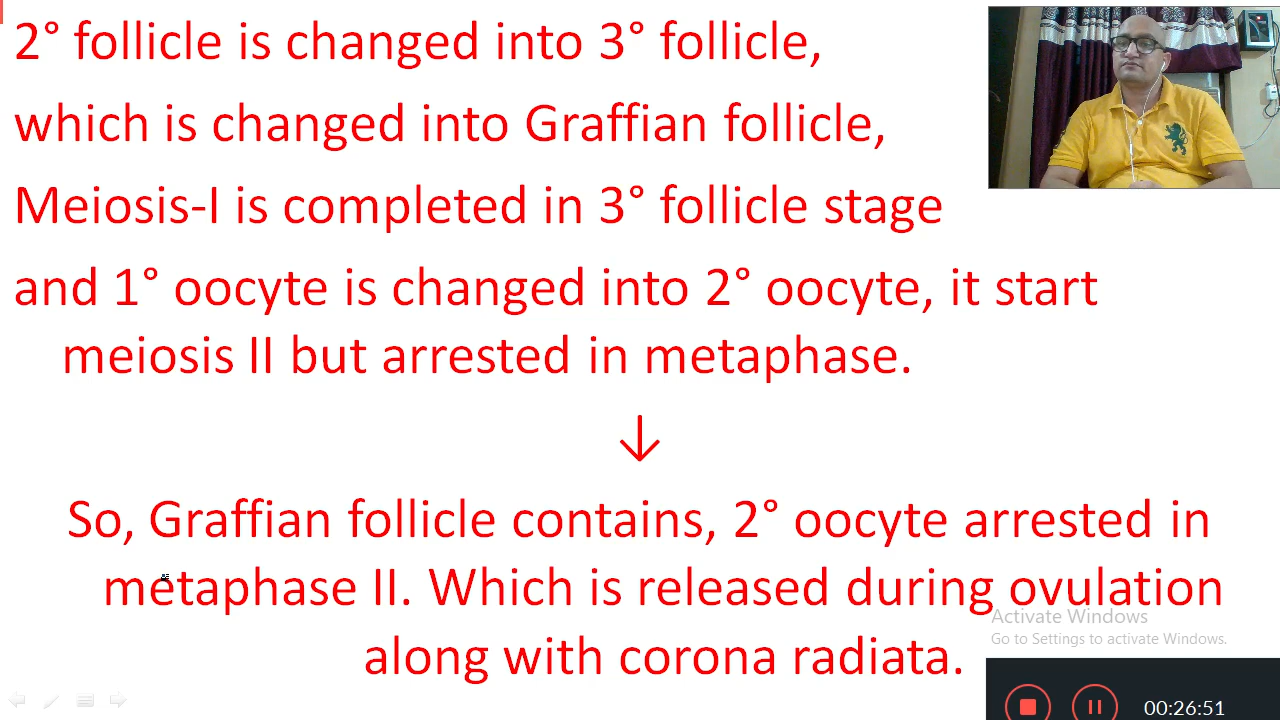 2° follicle is changed into 3° follicle,
which is changed into Graffian follicle,
Meiosis-I is completed in 3° follicle stage
and 1° oocyte is changed into 2° oocyte, it start
meiosis II but arrested in metaphase.
↓
So, Graffian follicle contains, 2° oocyte arrested in
metaphase II. Which is released during ovulation
along with corona radiata.
Activate Windows
Go to Settings to activate Windows.
00:26:51